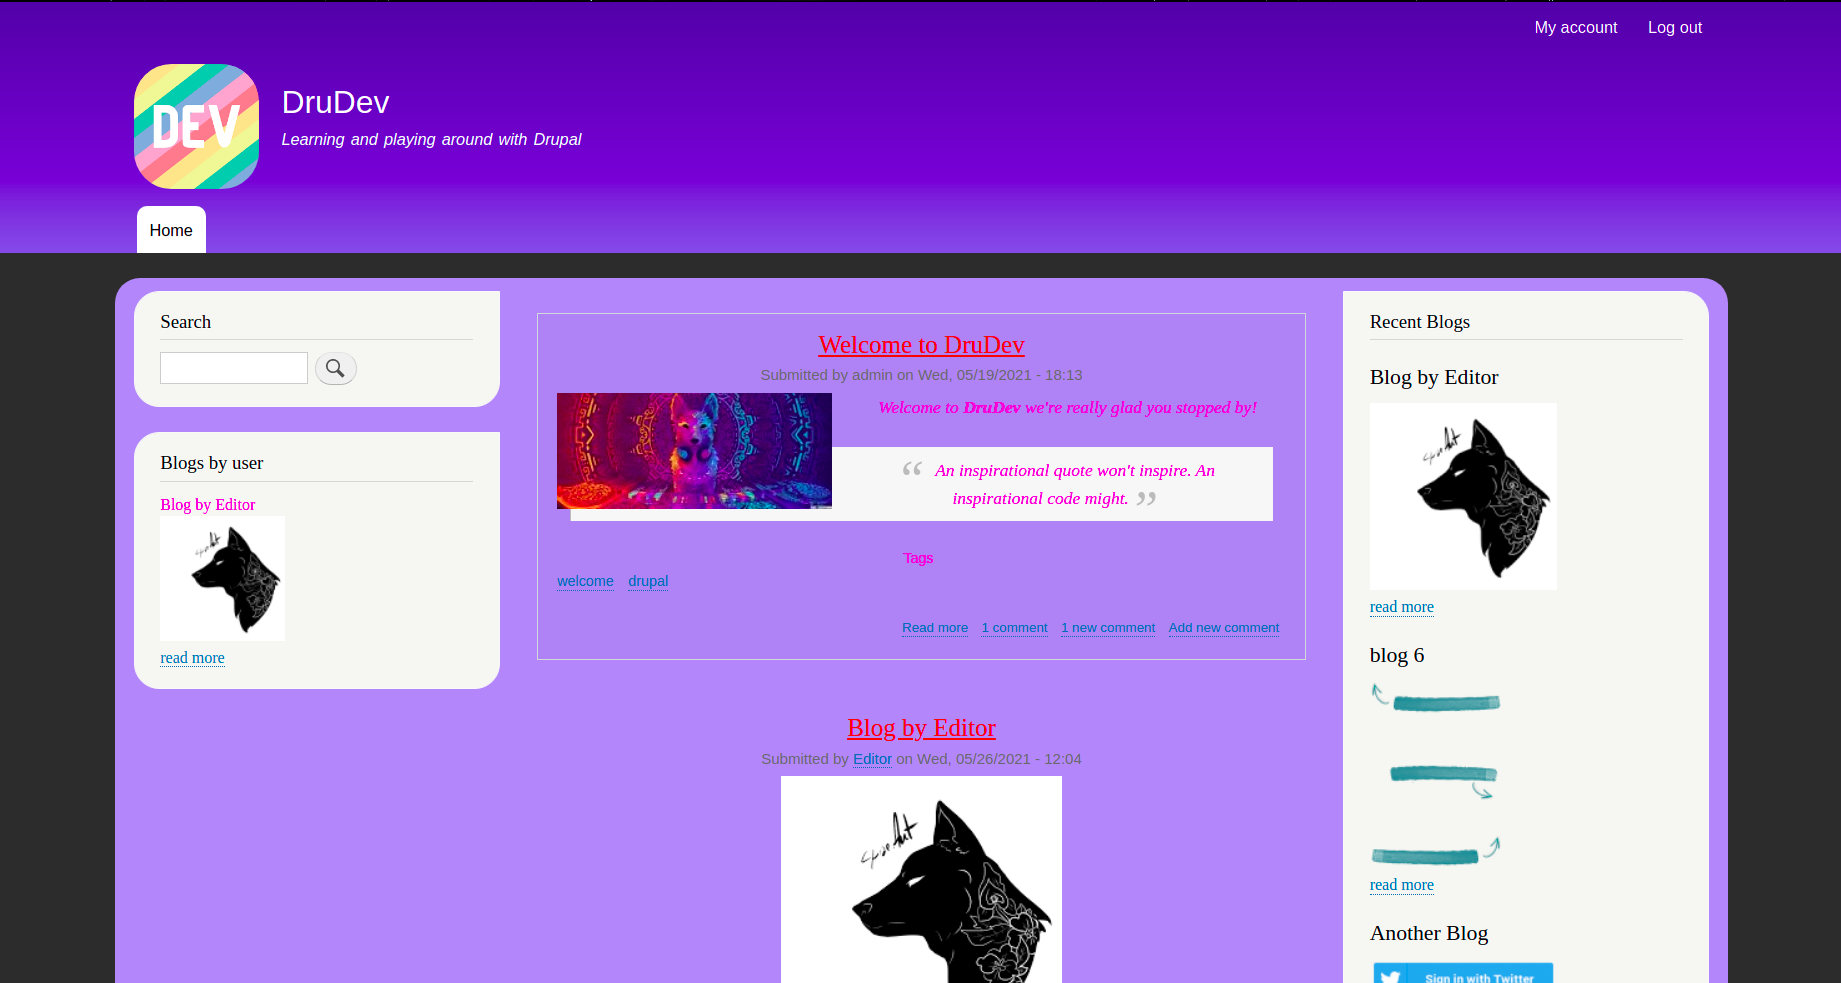 My account Log out
DEV
DruDev
Learning and playing around with Drupal
Home
Search
Blogs by user
Blog by Editor
read more
Welcome to DruDev
Submitted by admin on Wed, 05/19/2021 - 18:13
Welcome to DruDev we're really glad you stopped by!
“ An inspirational quote won't inspire. An
inspirational code might. ”
Tags
welcome drupal
Read more 1 comment 1 new comment Add new comment
Blog by Editor
Submitted by Editor on Wed, 05/26/2021 - 12:04
Recent Blogs
Blog by Editor
read more
blog 6
read more
Another Blog
Sign in with Twitter